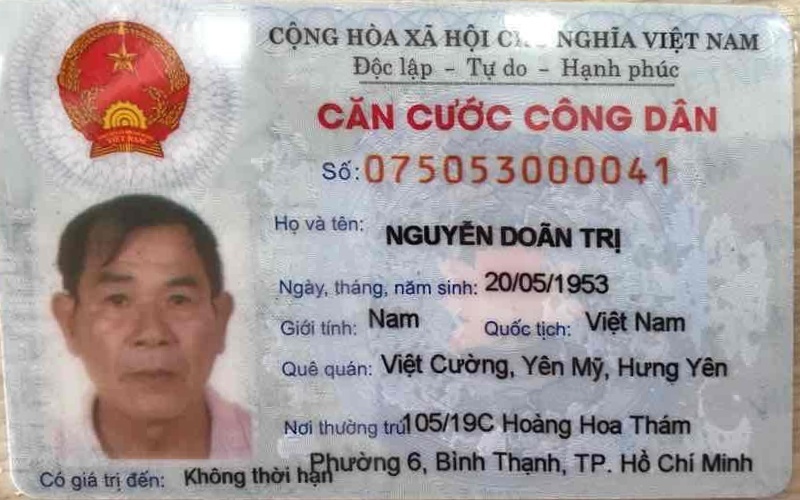 CỘNG HÒA XÃ HỘI CHỦ NGHĨA VIỆT NAM
Độc lập - Tự do - Hạnh phúc
CĂN CƯỚC CÔNG DÂN
Số: 075053000041
Họ và tên: NGUYỄN DOÃN TRỊ
Ngày, tháng, năm sinh: 20/05/1953
Giới tính: Nam Quốc tịch: Việt Nam
Quê quán: Việt Cường, Yên Mỹ, Hưng Yên
Nơi thường trú: 105/19C Hoàng Hoa Thám
Phường 6, Bình Thạnh, TP. Hồ Chí Minh
Có giá trị đến: Không thời hạn
VIỆT NAM